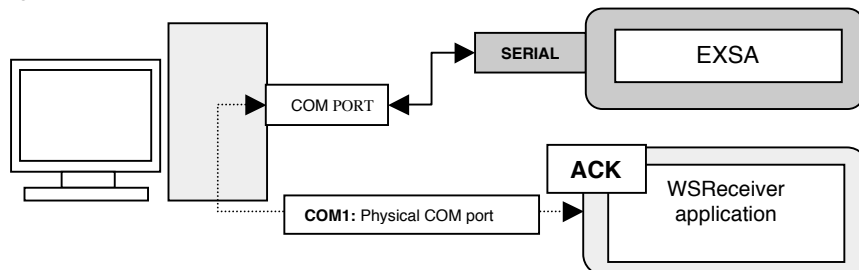 SERIAL
EXSA
COM PORT
ACK
WSReceiver
application
COM1: Physical COM port